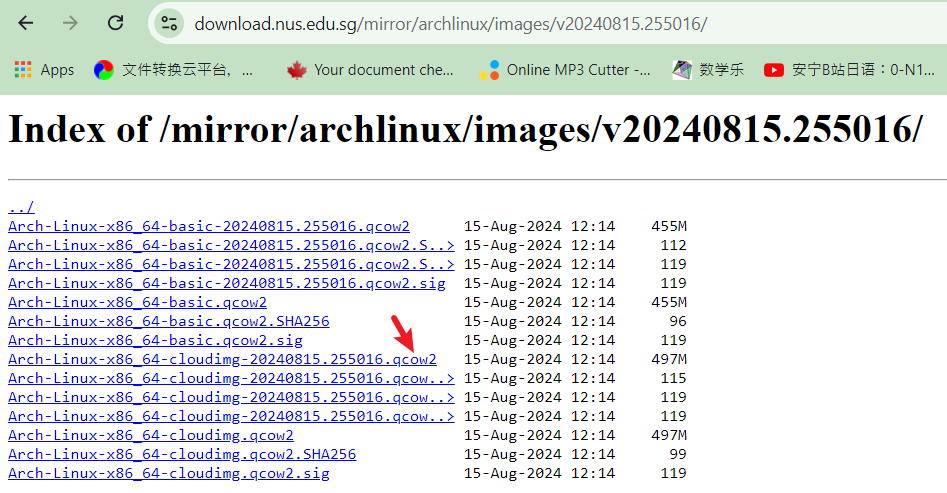 download.nus.edu.sg/mirror/archlinux/images/v20240815.255016/
Apps 文件转换云平台，... Your document che... Online MP3 Cutter -... 数学乐 安宁B站日语：0-N1...
Index of /mirror/archlinux/images/v20240815.255016/
../
Arch-Linux-x86_64-basic-20240815.255016.qcow2 15-Aug-2024 12:14 455M
Arch-Linux-x86_64-basic-20240815.255016.qcow2.S..> 15-Aug-2024 12:14 112
Arch-Linux-x86_64-basic-20240815.255016.qcow2.S..> 15-Aug-2024 12:14 119
Arch-Linux-x86_64-basic-20240815.255016.qcow2.sig 15-Aug-2024 12:14 119
Arch-Linux-x86_64-basic.qcow2 15-Aug-2024 12:14 455M
Arch-Linux-x86_64-basic.qcow2.SHA256 15-Aug-2024 12:14 96
Arch-Linux-x86_64-basic.qcow2.sig 15-Aug-2024 12:14 119
Arch-Linux-x86_64-cloudimg-20240815.255016.qcow2 15-Aug-2024 12:14 497M
Arch-Linux-x86_64-cloudimg-20240815.255016.qcow..> 15-Aug-2024 12:14 115
Arch-Linux-x86_64-cloudimg-20240815.255016.qcow..> 15-Aug-2024 12:14 119
Arch-Linux-x86_64-cloudimg-20240815.255016.qcow..> 15-Aug-2024 12:14 119
Arch-Linux-x86_64-cloudimg.qcow2 15-Aug-2024 12:14 497M
Arch-Linux-x86_64-cloudimg.qcow2.SHA256 15-Aug-2024 12:14 99
Arch-Linux-x86_64-cloudimg.qcow2.sig 15-Aug-2024 12:14 119